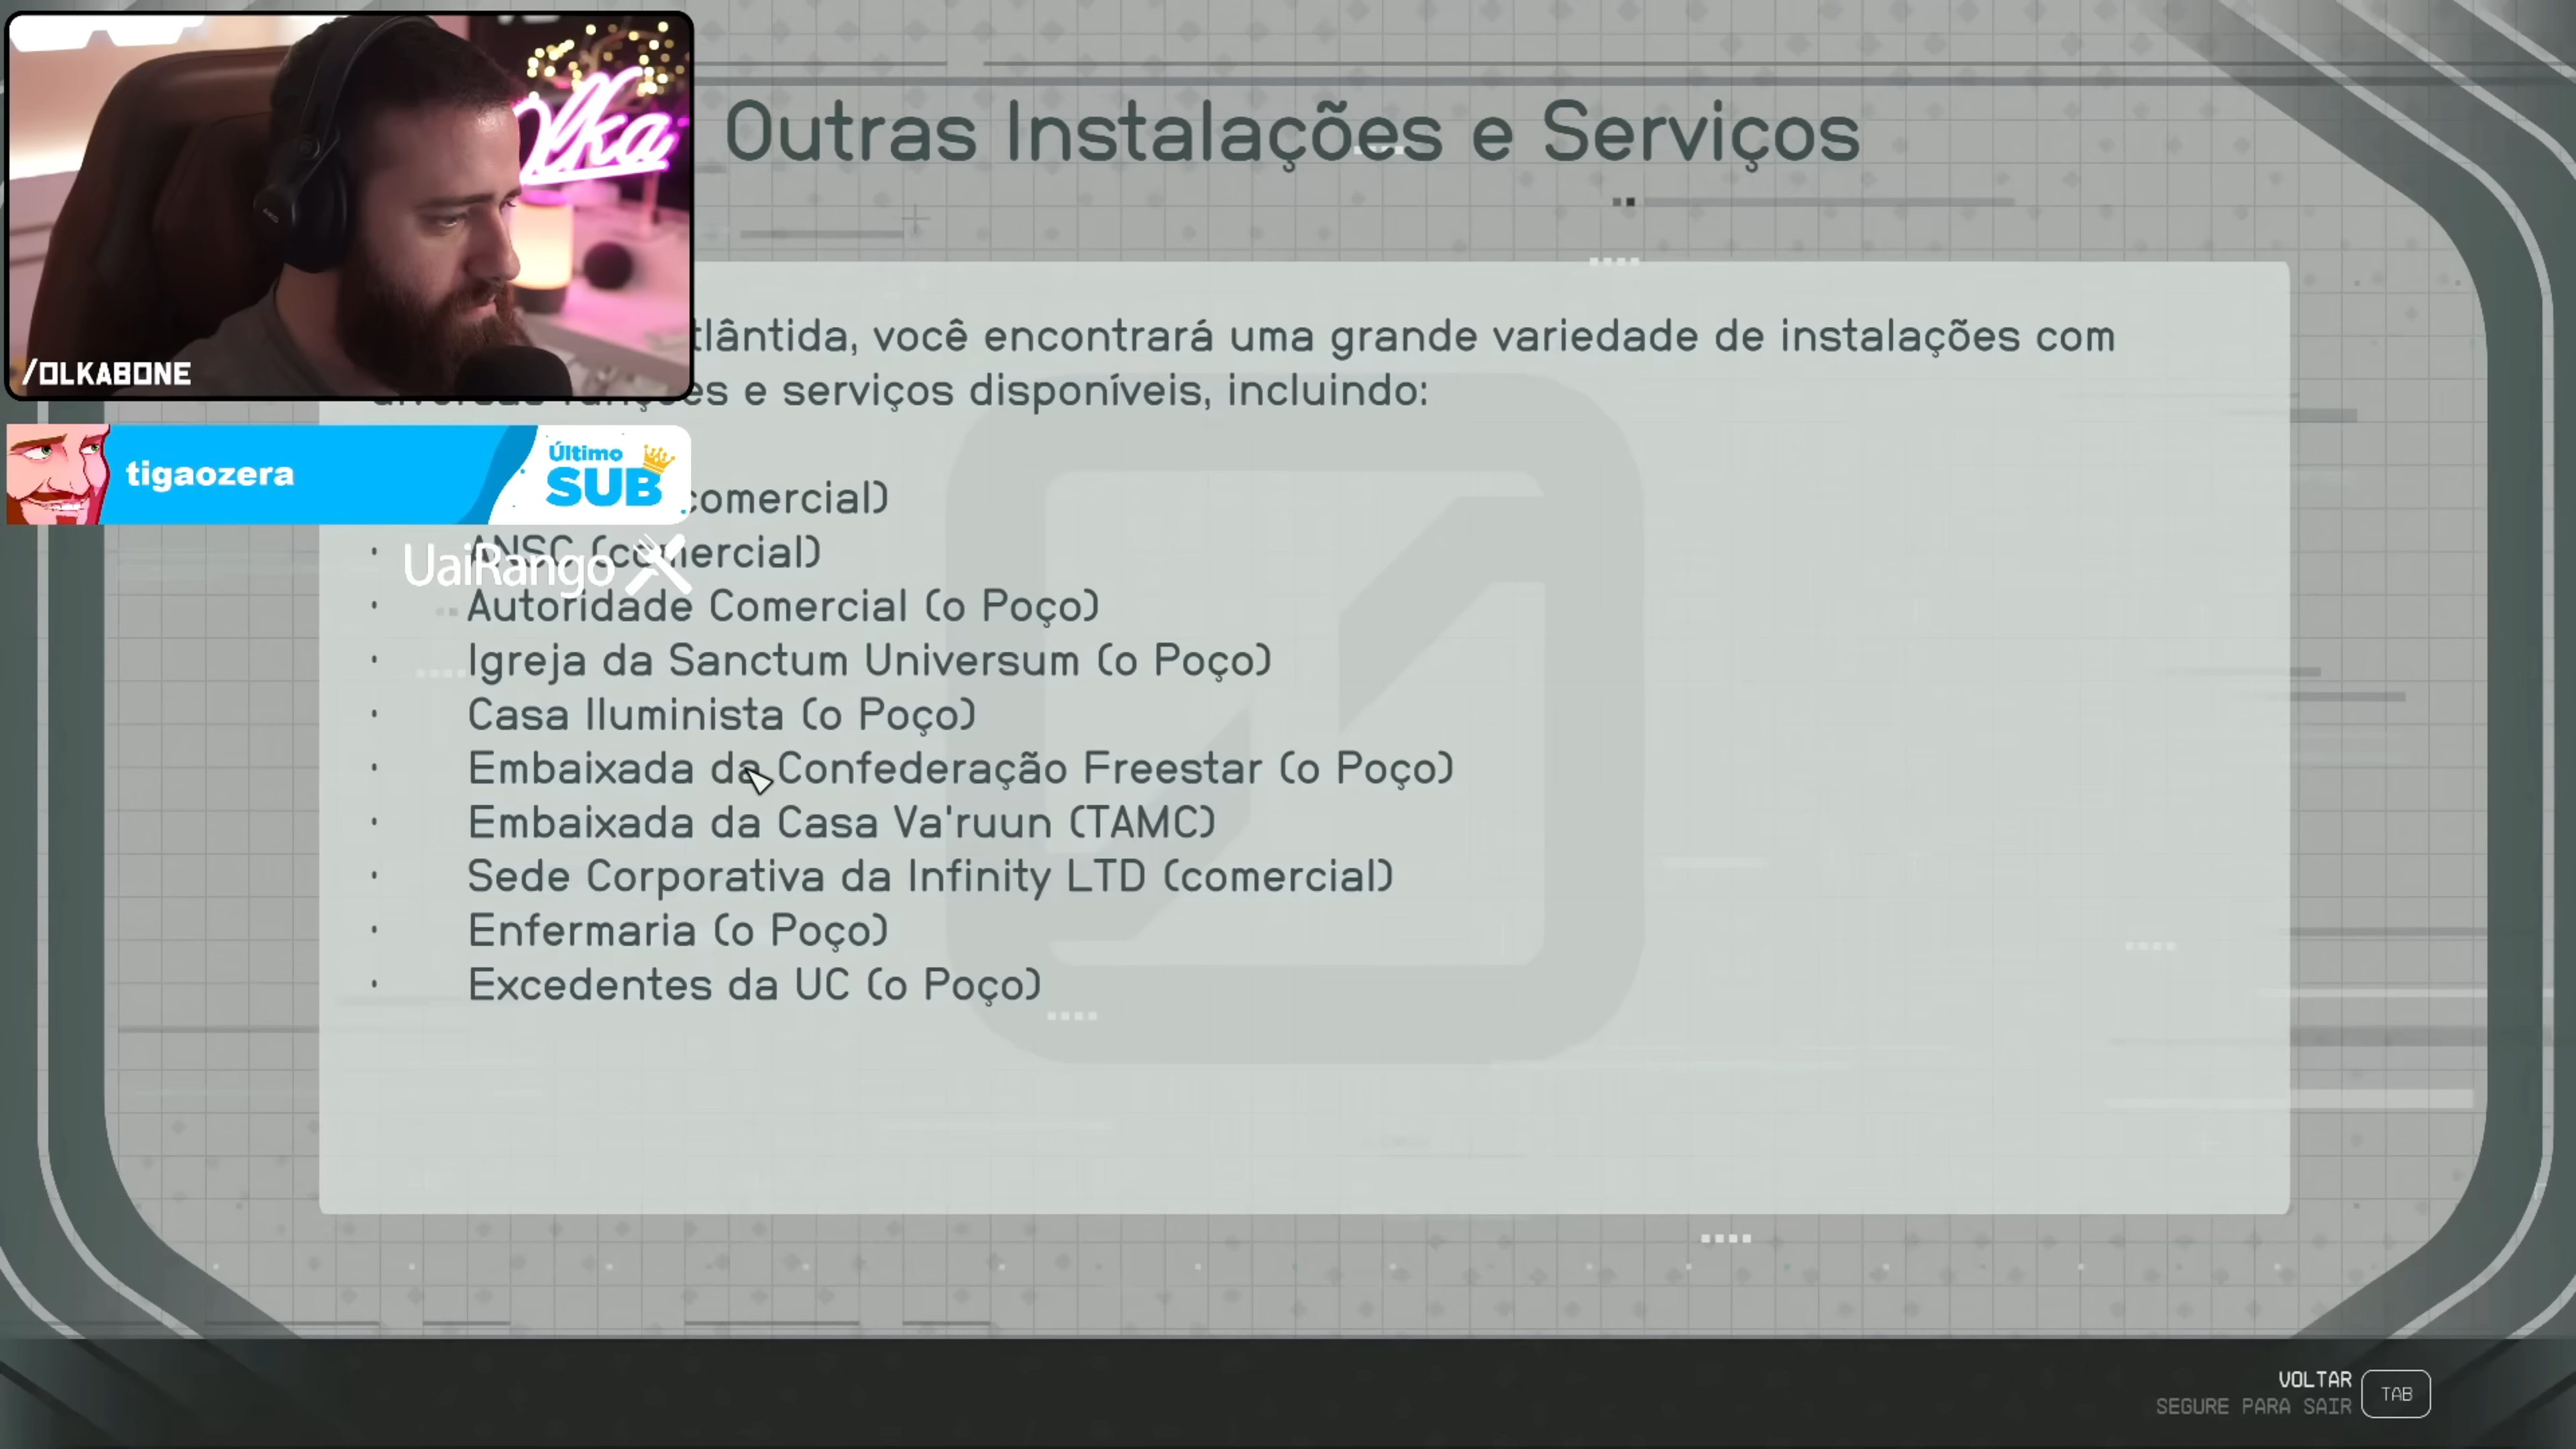 Outras Instalações e Serviços
Olka
/OLKABONE
tlântida, você encontrará uma grande variedade de instalações com
es e serviços disponíveis, incluindo:
tigaozera
Último
SUB
comercial)
ANSC (comercial)
UaiRango
Autoridade Comercial (o Poço)
Igreja da Sanctum Universum (o Poço)
Casa Iluminista (o Poço)
Embaixada da Confederação Freestar (o Poço)
Embaixada da Casa Va'ruun (TAMC)
Sede Corporativa da Infinity LTD (comercial)
Enfermaria (o Poço)
Excedentes da UC (o Poço)
VOLTAR
SEGURE PARA SAIR
TAB